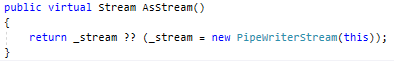 public virtual Stream AsStream()
{
    return _stream ?? (_stream = new PipeWriterStream(this));
}